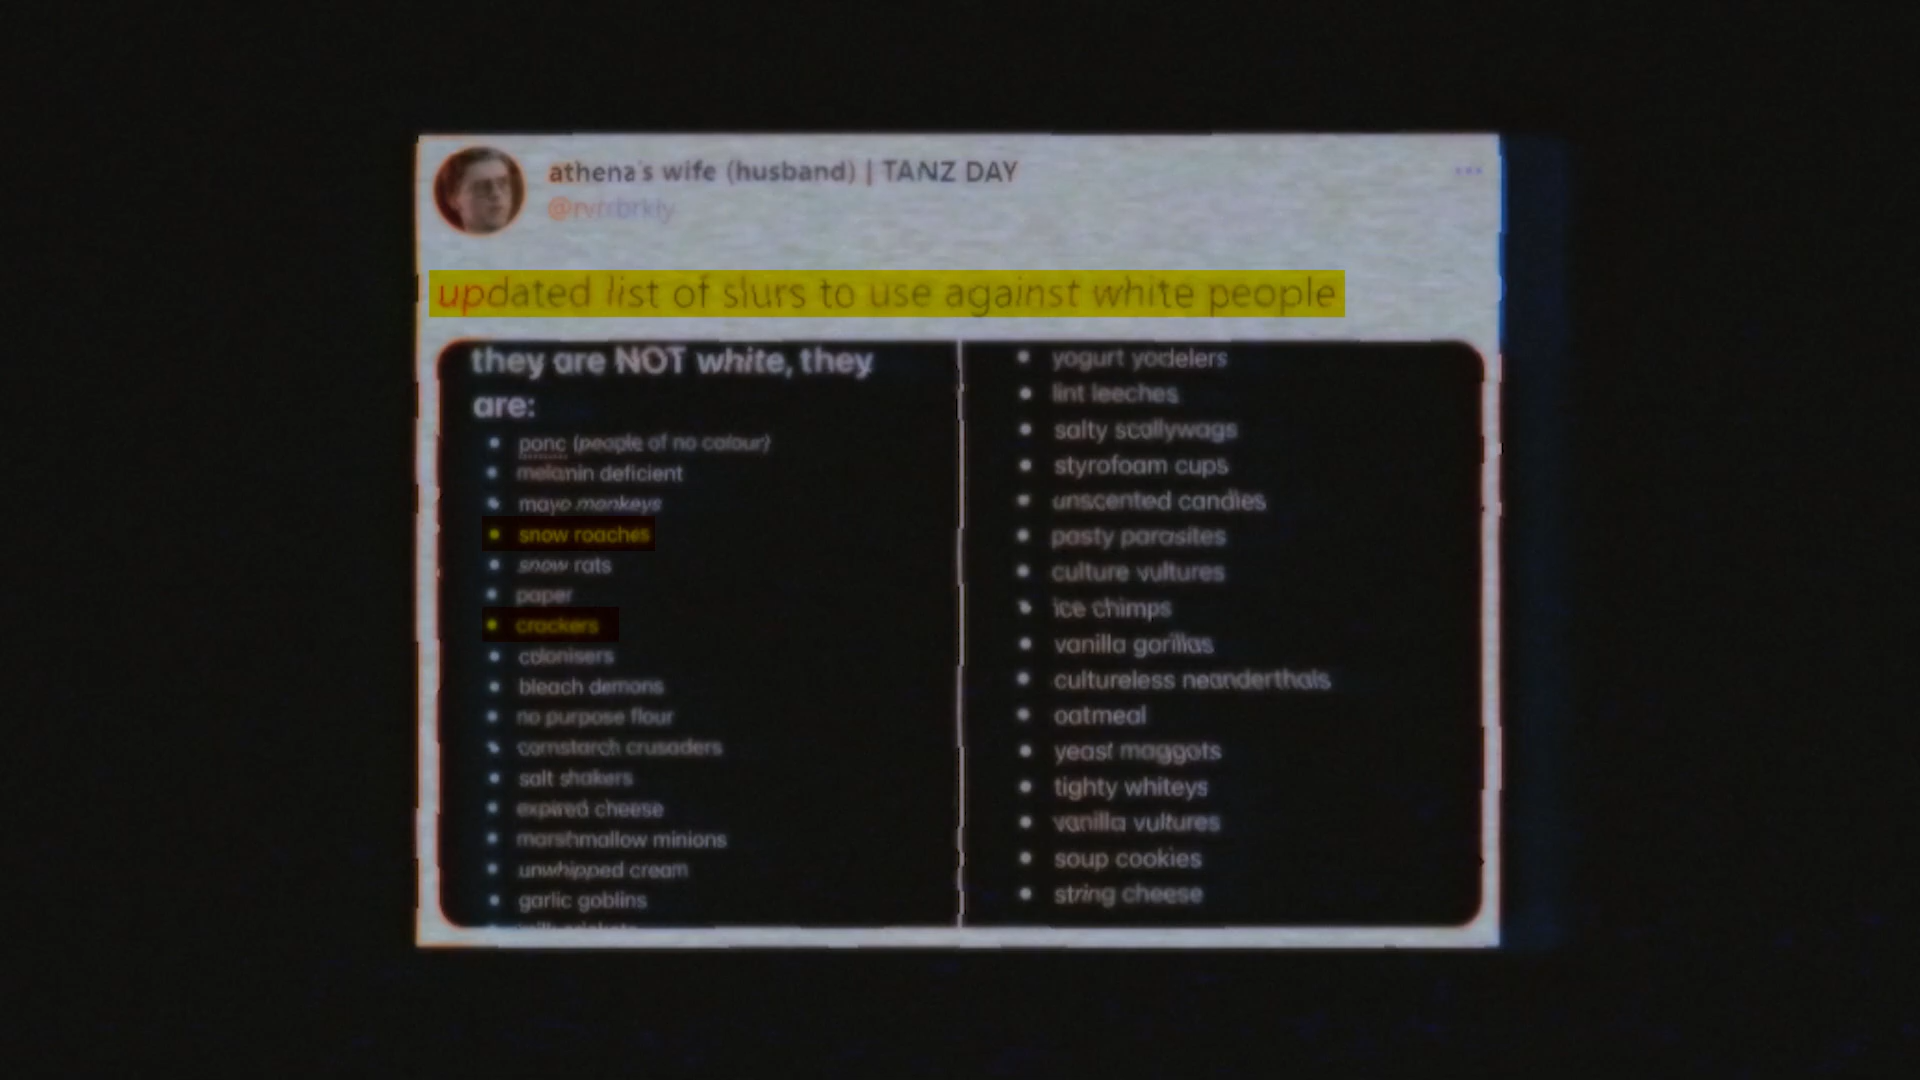 athena's wife (husband) | TANZ DAY
updated list of slurs to use against white people
they are NOT white, they
are:
ponc (people of no colour)
melanin deficient
mayo monkeys
snow roaches
snow rats
paper
crackers
colonisers
bleach demons
no purpose flour
cornstarch crusaders
salt shakers
expired cheese
marshmallow minions
unwhipped cream
garlic goblins
yogurt yodelers
lint leeches
salty scallywags
styrofoam cups
unscented candles
pasty parasites
culture vultures
ice chimps
vanilla gorillas
cultureless neanderthals
oatmeal
yeast maggots
tighty whiteys
vanilla vultures
soup cookies
string cheese